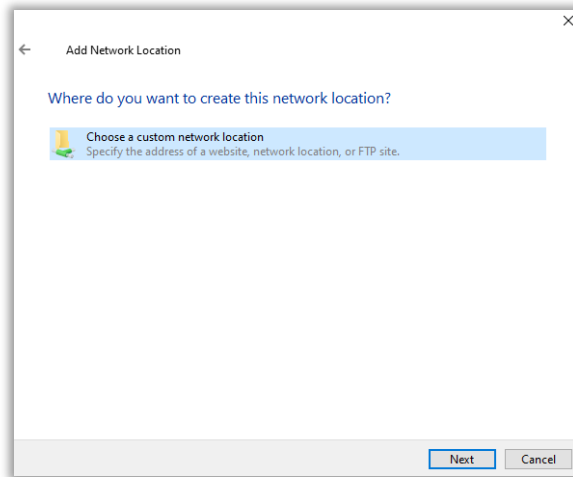 Add Network Location
Where do you want to create this network location?
Choose a custom network location
Specify the address of a website, network location, or FTP site.
Next
Cancel